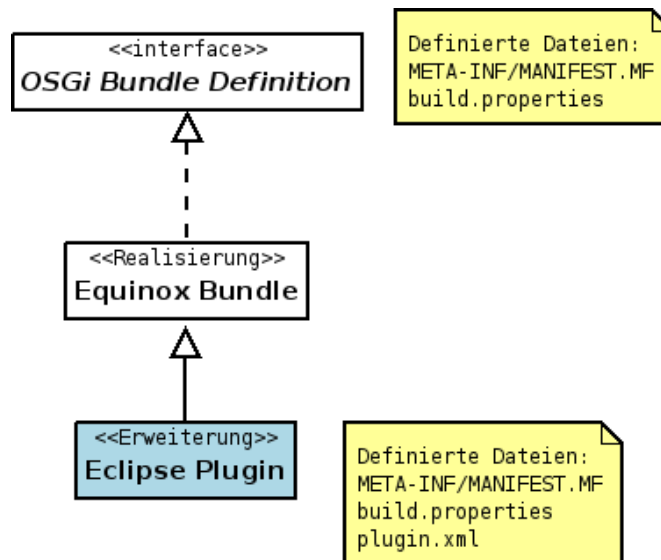 <<interface>>
OSGi Bundle Definition
Definierte Dateien:
META-INF/MANIFEST.MF
build.properties
<<Realisierung>>
Equinox Bundle
<<Erweiterung>>
Eclipse Plugin
Definierte Dateien:
META-INF/MANIFEST.MF
build.properties
plugin.xml